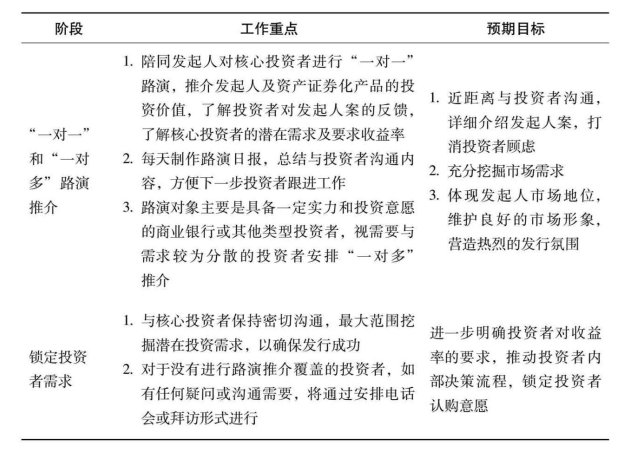 阶段
工作重点
预期目标
“一对一”
和“一对
多”路演
推介
1. 陪同发起人对核心投资者进行“一对一”
路演，推介发起人及资产证券化产品的投
资价值，了解投资者对发起人案的反馈，
了解核心投资者的潜在需求及要求收益率
2. 每天制作路演日报，总结与投资者沟通内
容，方便下一步投资者跟进工作
3. 路演对象主要是具备一定实力和投资意愿
的商业银行或其他类型投资者，视需要与
需求较为分散的投资者安排“一对多”
推介
1. 近距离与投资者沟通，
详细介绍发起人案，打
消投资者顾虑
2. 充分挖掘市场需求
3. 体现发起人市场地位，
维护良好的市场形象，
营造热烈的发行氛围
锁定投资
者需求
1. 与核心投资者保持密切沟通，最大范围挖
掘潜在投资需求，以确保发行成功
2. 对于没有进行路演推介覆盖的投资者，如
有任何疑问或沟通需要，将通过安排电话
会或拜访形式进行
进一步明确投资者对收益
率的要求，推动投资者内
部决策流程，锁定投资者
认购意愿